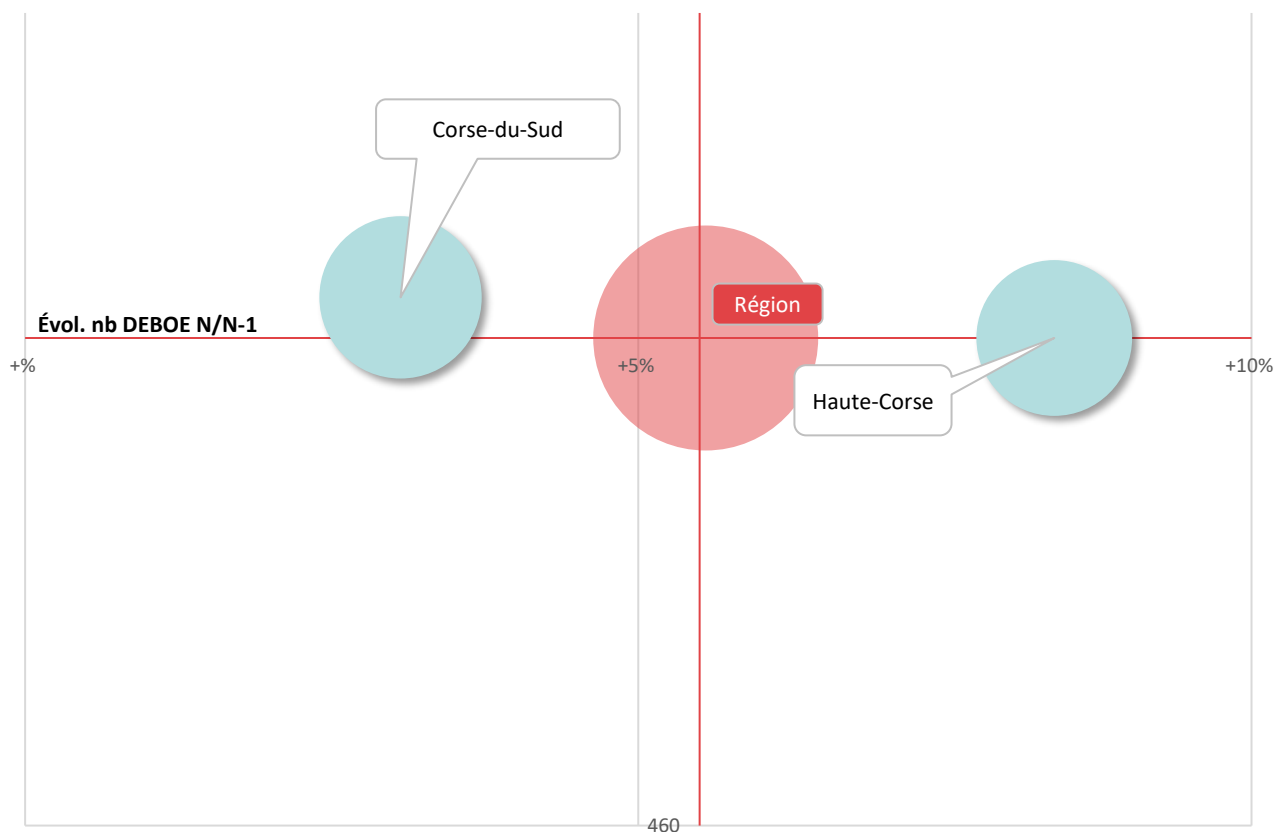 Corse-du-Sud
Région
Évol. nb DEBOE N/N-1
+%
+5%
+10%
Haute-Corse
460